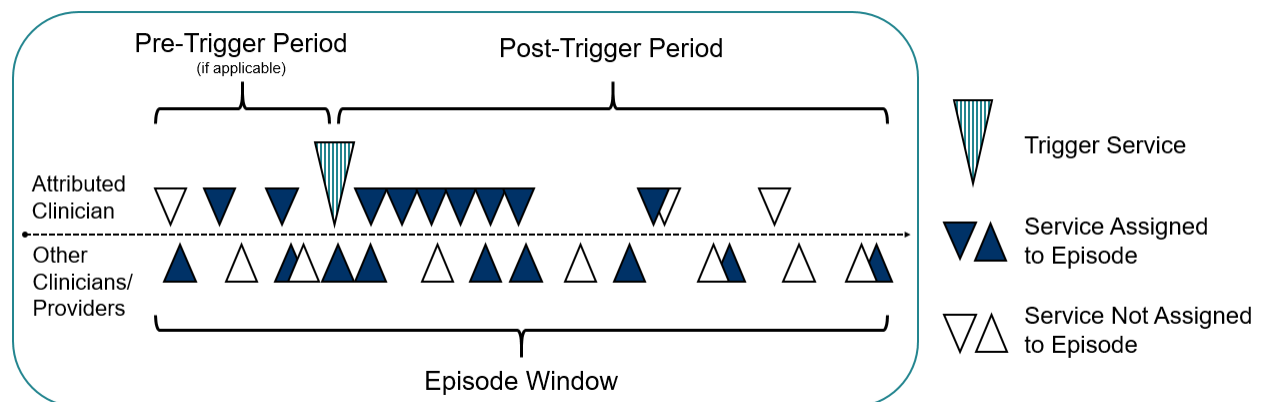 Pre-Trigger Period
(if applicable)
Post-Trigger Period
Attributed
Clinician
Other
Clinicians/
Providers
Episode Window
Trigger Service
Service Assigned
to Episode
Service Not Assigned
to Episode